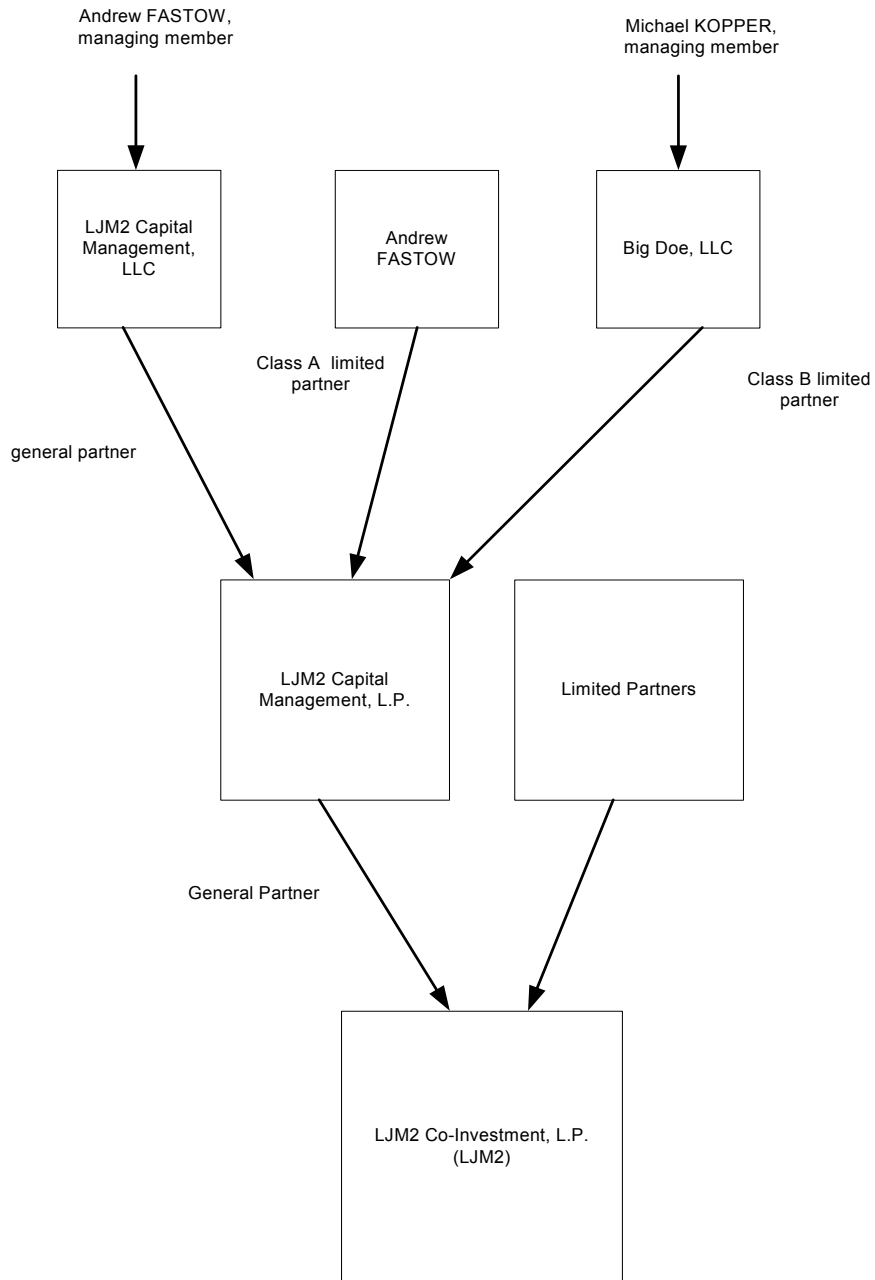 Andrew FASTOW,
managing member
Michael KOPPER,
managing member
LJM2 Capital
Management,
LLC
Andrew
FASTOW
Big Doe, LLC
Class A limited
partner
Class B limited
partner
general partner
LJM2 Capital
Management, L.P.
Limited Partners
General Partner
LJM2 Co-Investment, L.P.
(LJM2)